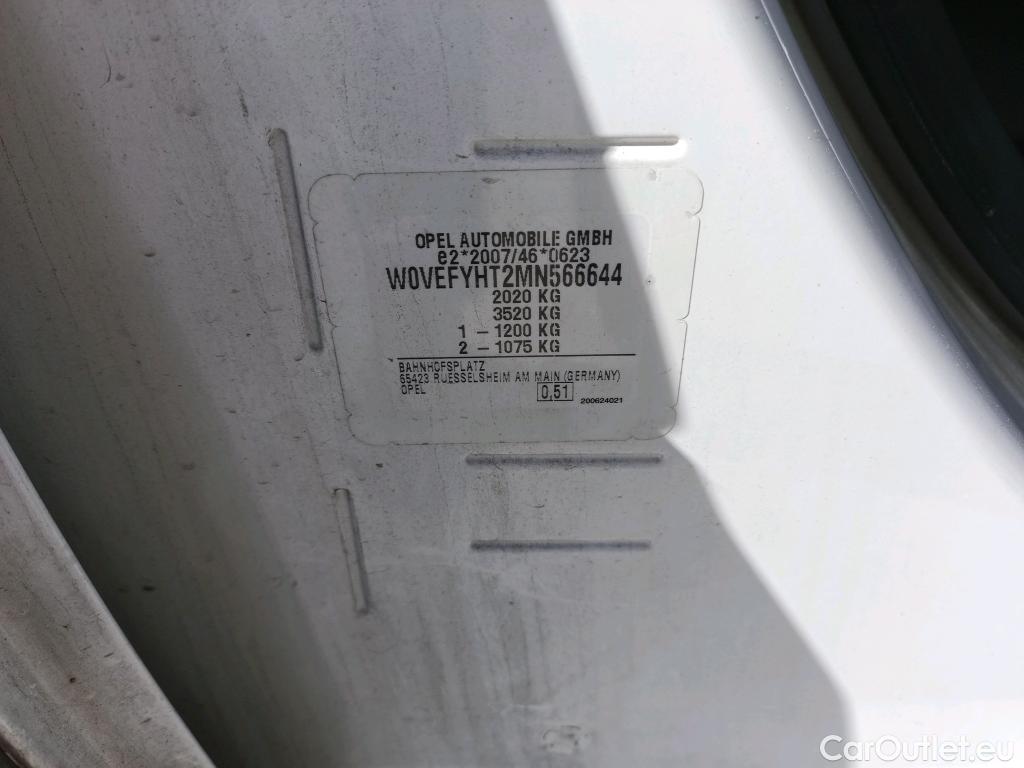 OPEL AUTOMOBILE GMBH
e2*2007/46*0623
W0VEFYHT2MN566644
2020 KG
3520 KG
1 – 1200 KG
2 – 1075 KG
BAHNHOFSPLATZ
65423 RUESSELSHEIM AM MAIN (GERMANY)
OPEL
0,51
200624021
CarOutlet.eu